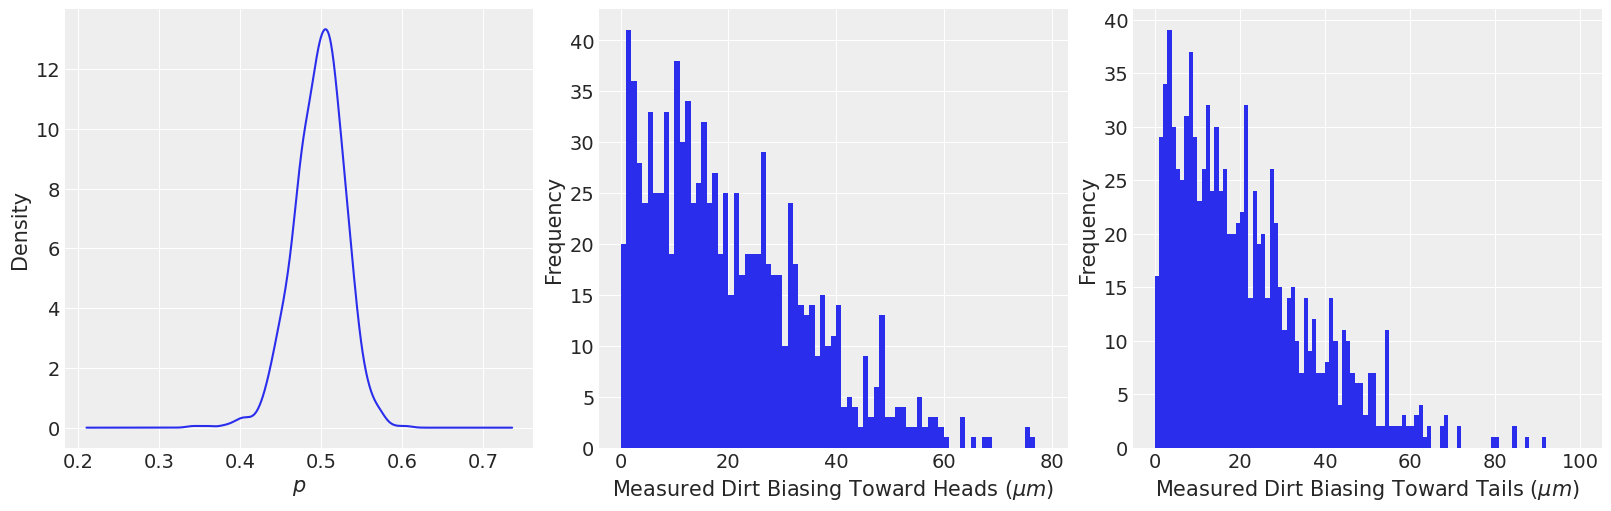 Density
12
10
8
6
4
2
0
0.2 0.3 0.4 0.5 0.6 0.7
p
Frequency
40
35
30
25
20
15
10
5
0
0 20 40 60 80
Measured Dirt Biasing Toward Heads (μm)
Frequency
40
35
30
25
20
15
10
5
0
0 20 40 60 80 100
Measured Dirt Biasing Toward Tails (μm)